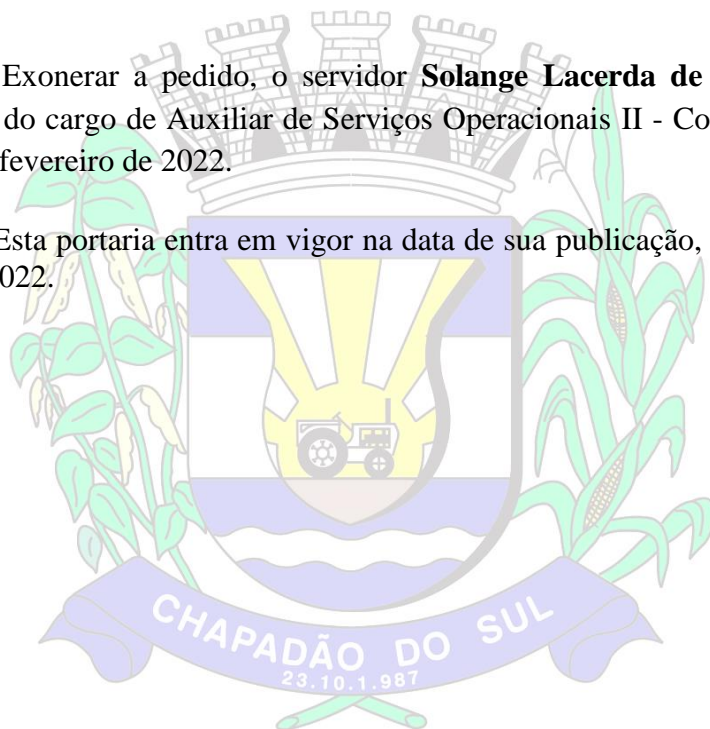 Exonerar a pedido, o servidor Solange Lacerda de
do cargo de Auxiliar de Serviços Operacionais II - Co
fevereiro de 2022.
Esta portaria entra em vigor na data de sua publicação,
022.
CHAPADÃO DO SUL
23.10.1.987